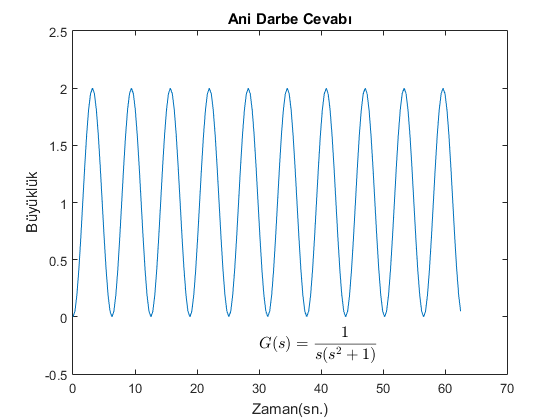 Ani Darbe Cevabı
2.5
2
1.5
1
0.5
0
-0.5
Büyüklük
G(s) = 1/(s(s² + 1))
0 10 20 30 40 50 60 70
Zaman(sn.)